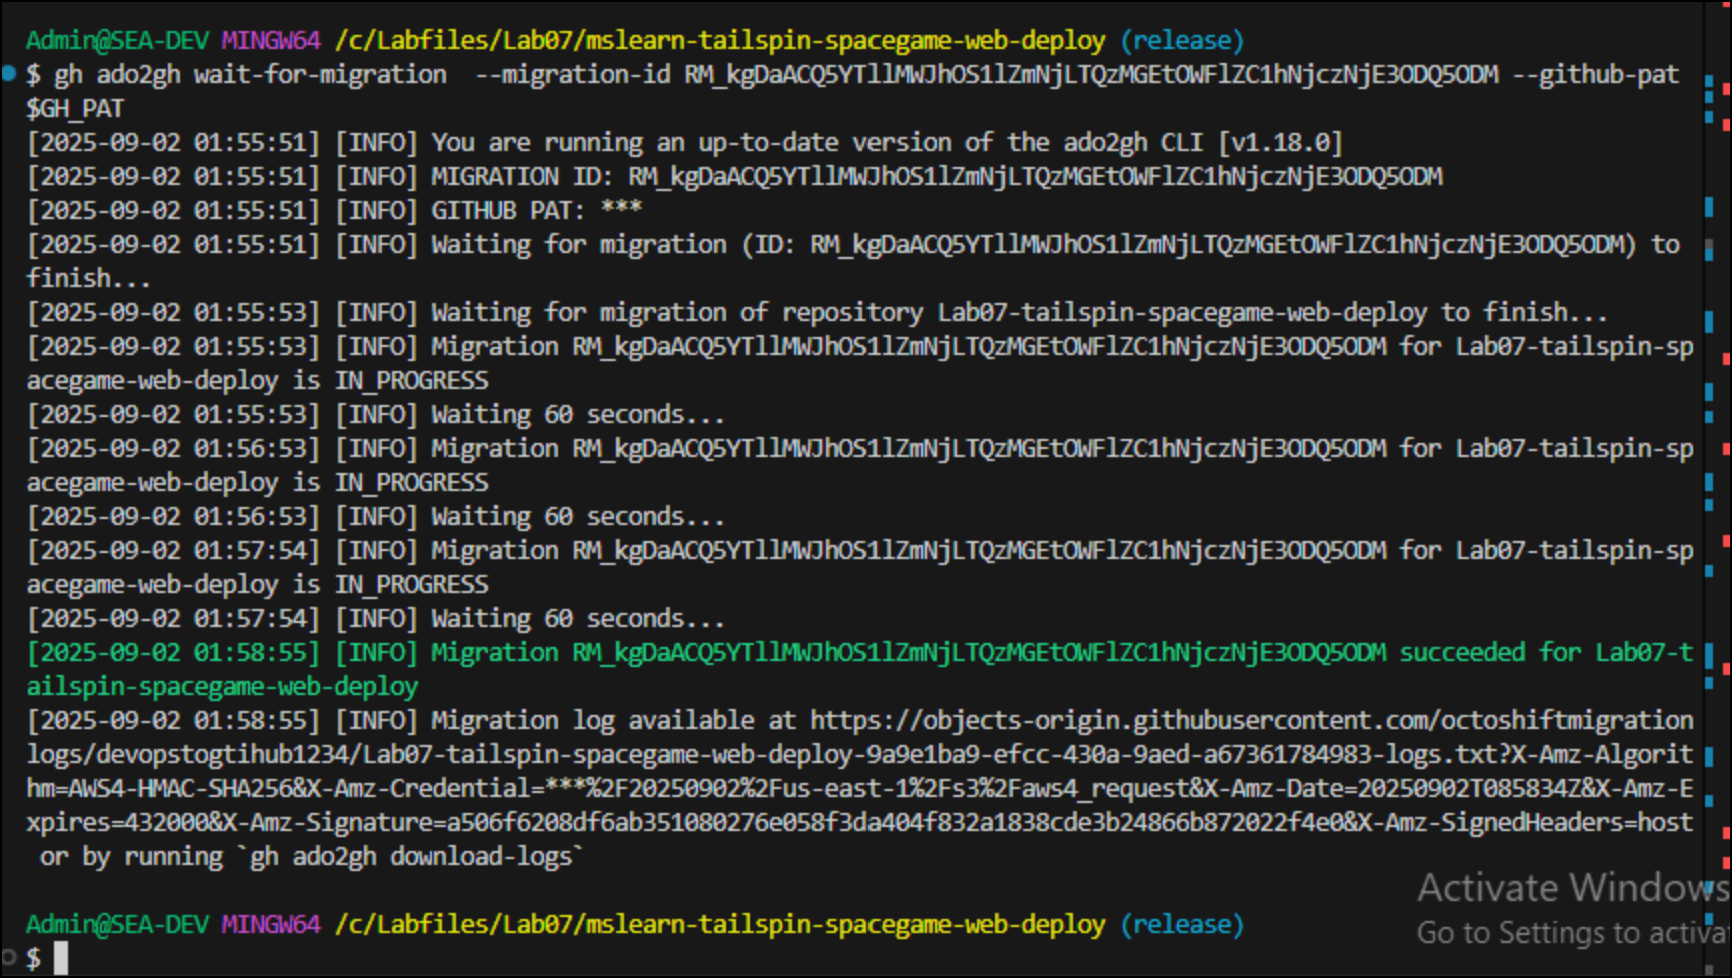 Admin@SEA-DEV MINGW64 /c/Labfiles/Lab07/mslearn-tailspin-spacegame-web-deploy (release)
$ gh ado2gh wait-for-migration  --migration-id RM_kgDaACQ5YTllMWJhOS1lZmNjLTQzMGEtOWFlZC1hNjczNjE3ODQ5ODM --github-pat
$GH_PAT
[2025-09-02 01:55:51] [INFO] You are running an up-to-date version of the ado2gh CLI [v1.18.0]
[2025-09-02 01:55:51] [INFO] MIGRATION ID: RM_kgDaACQ5YTllMWJhOS1lZmNjLTQzMGEtOWFlZC1hNjczNjE3ODQ5ODM
[2025-09-02 01:55:51] [INFO] GITHUB PAT: ***
[2025-09-02 01:55:51] [INFO] Waiting for migration (ID: RM_kgDaACQ5YTllMWJhOS1lZmNjLTQzMGEtOWFlZC1hNjczNjE3ODQ5ODM) to
finish...
[2025-09-02 01:55:53] [INFO] Waiting for migration of repository Lab07-tailspin-spacegame-web-deploy to finish...
[2025-09-02 01:55:53] [INFO] Migration RM_kgDaACQ5YTllMWJhOS1lZmNjLTQzMGEtOWFlZC1hNjczNjE3ODQ5ODM for Lab07-tailspin-sp
acegame-web-deploy is IN_PROGRESS
[2025-09-02 01:55:53] [INFO] Waiting 60 seconds...
[2025-09-02 01:56:53] [INFO] Migration RM_kgDaACQ5YTllMWJhOS1lZmNjLTQzMGEtOWFlZC1hNjczNjE3ODQ5ODM for Lab07-tailspin-sp
acegame-web-deploy is IN_PROGRESS
[2025-09-02 01:56:53] [INFO] Waiting 60 seconds...
[2025-09-02 01:57:54] [INFO] Migration RM_kgDaACQ5YTllMWJhOS1lZmNjLTQzMGEtOWFlZC1hNjczNjE3ODQ5ODM for Lab07-tailspin-sp
acegame-web-deploy is IN_PROGRESS
[2025-09-02 01:57:54] [INFO] Waiting 60 seconds...
[2025-09-02 01:58:55] [INFO] Migration RM_kgDaACQ5YTllMWJhOS1lZmNjLTQzMGEtOWFlZC1hNjczNjE3ODQ5ODM succeeded for Lab07-t
ailspin-spacegame-web-deploy
[2025-09-02 01:58:55] [INFO] Migration log available at https://objects-origin.githubusercontent.com/octoshiftmigration
logs/devopstogtihub1234/Lab07-tailspin-spacegame-web-deploy-9a9e1ba9-efcc-430a-9aed-a67361784983-logs.txt?X-Amz-Algorit
hm=AWS4-HMAC-SHA256&X-Amz-Credential=***%2F20250902%2Fus-east-1%2Fs3%2Faws4_request&X-Amz-Date=20250902T085834Z&X-Amz-E
xpires=432000&X-Amz-Signature=a506f6208df6ab351080276e058f3da404f832a1838cde3b24866b872022f4e0&X-Amz-SignedHeaders=host
 or by running `gh ado2gh download-logs`
Admin@SEA-DEV MINGW64 /c/Labfiles/Lab07/mslearn-tailspin-spacegame-web-deploy (release)
$
Activate Windows
Go to Settings to activa